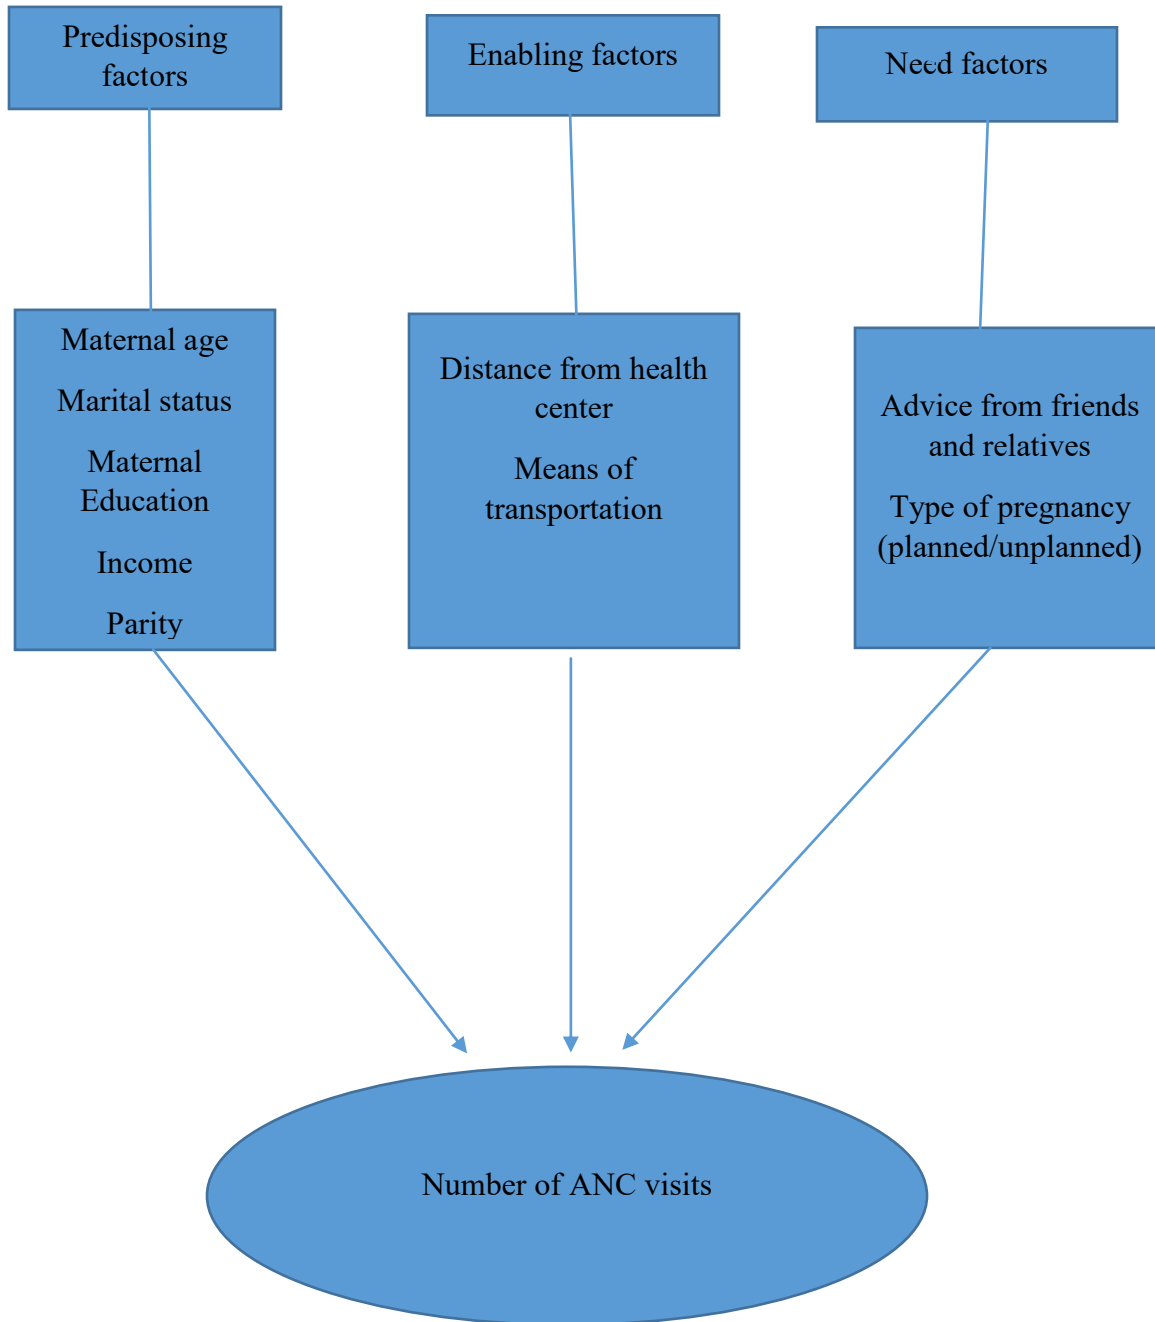 Predisposing
factors
Enabling factors
Need factors
Maternal age
Marital status
Maternal
Education
Income
Parity
Distance from health
center
Means of
transportation
Advice from friends
and relatives
Type of pregnancy
(planned/unplanned)
Number of ANC visits